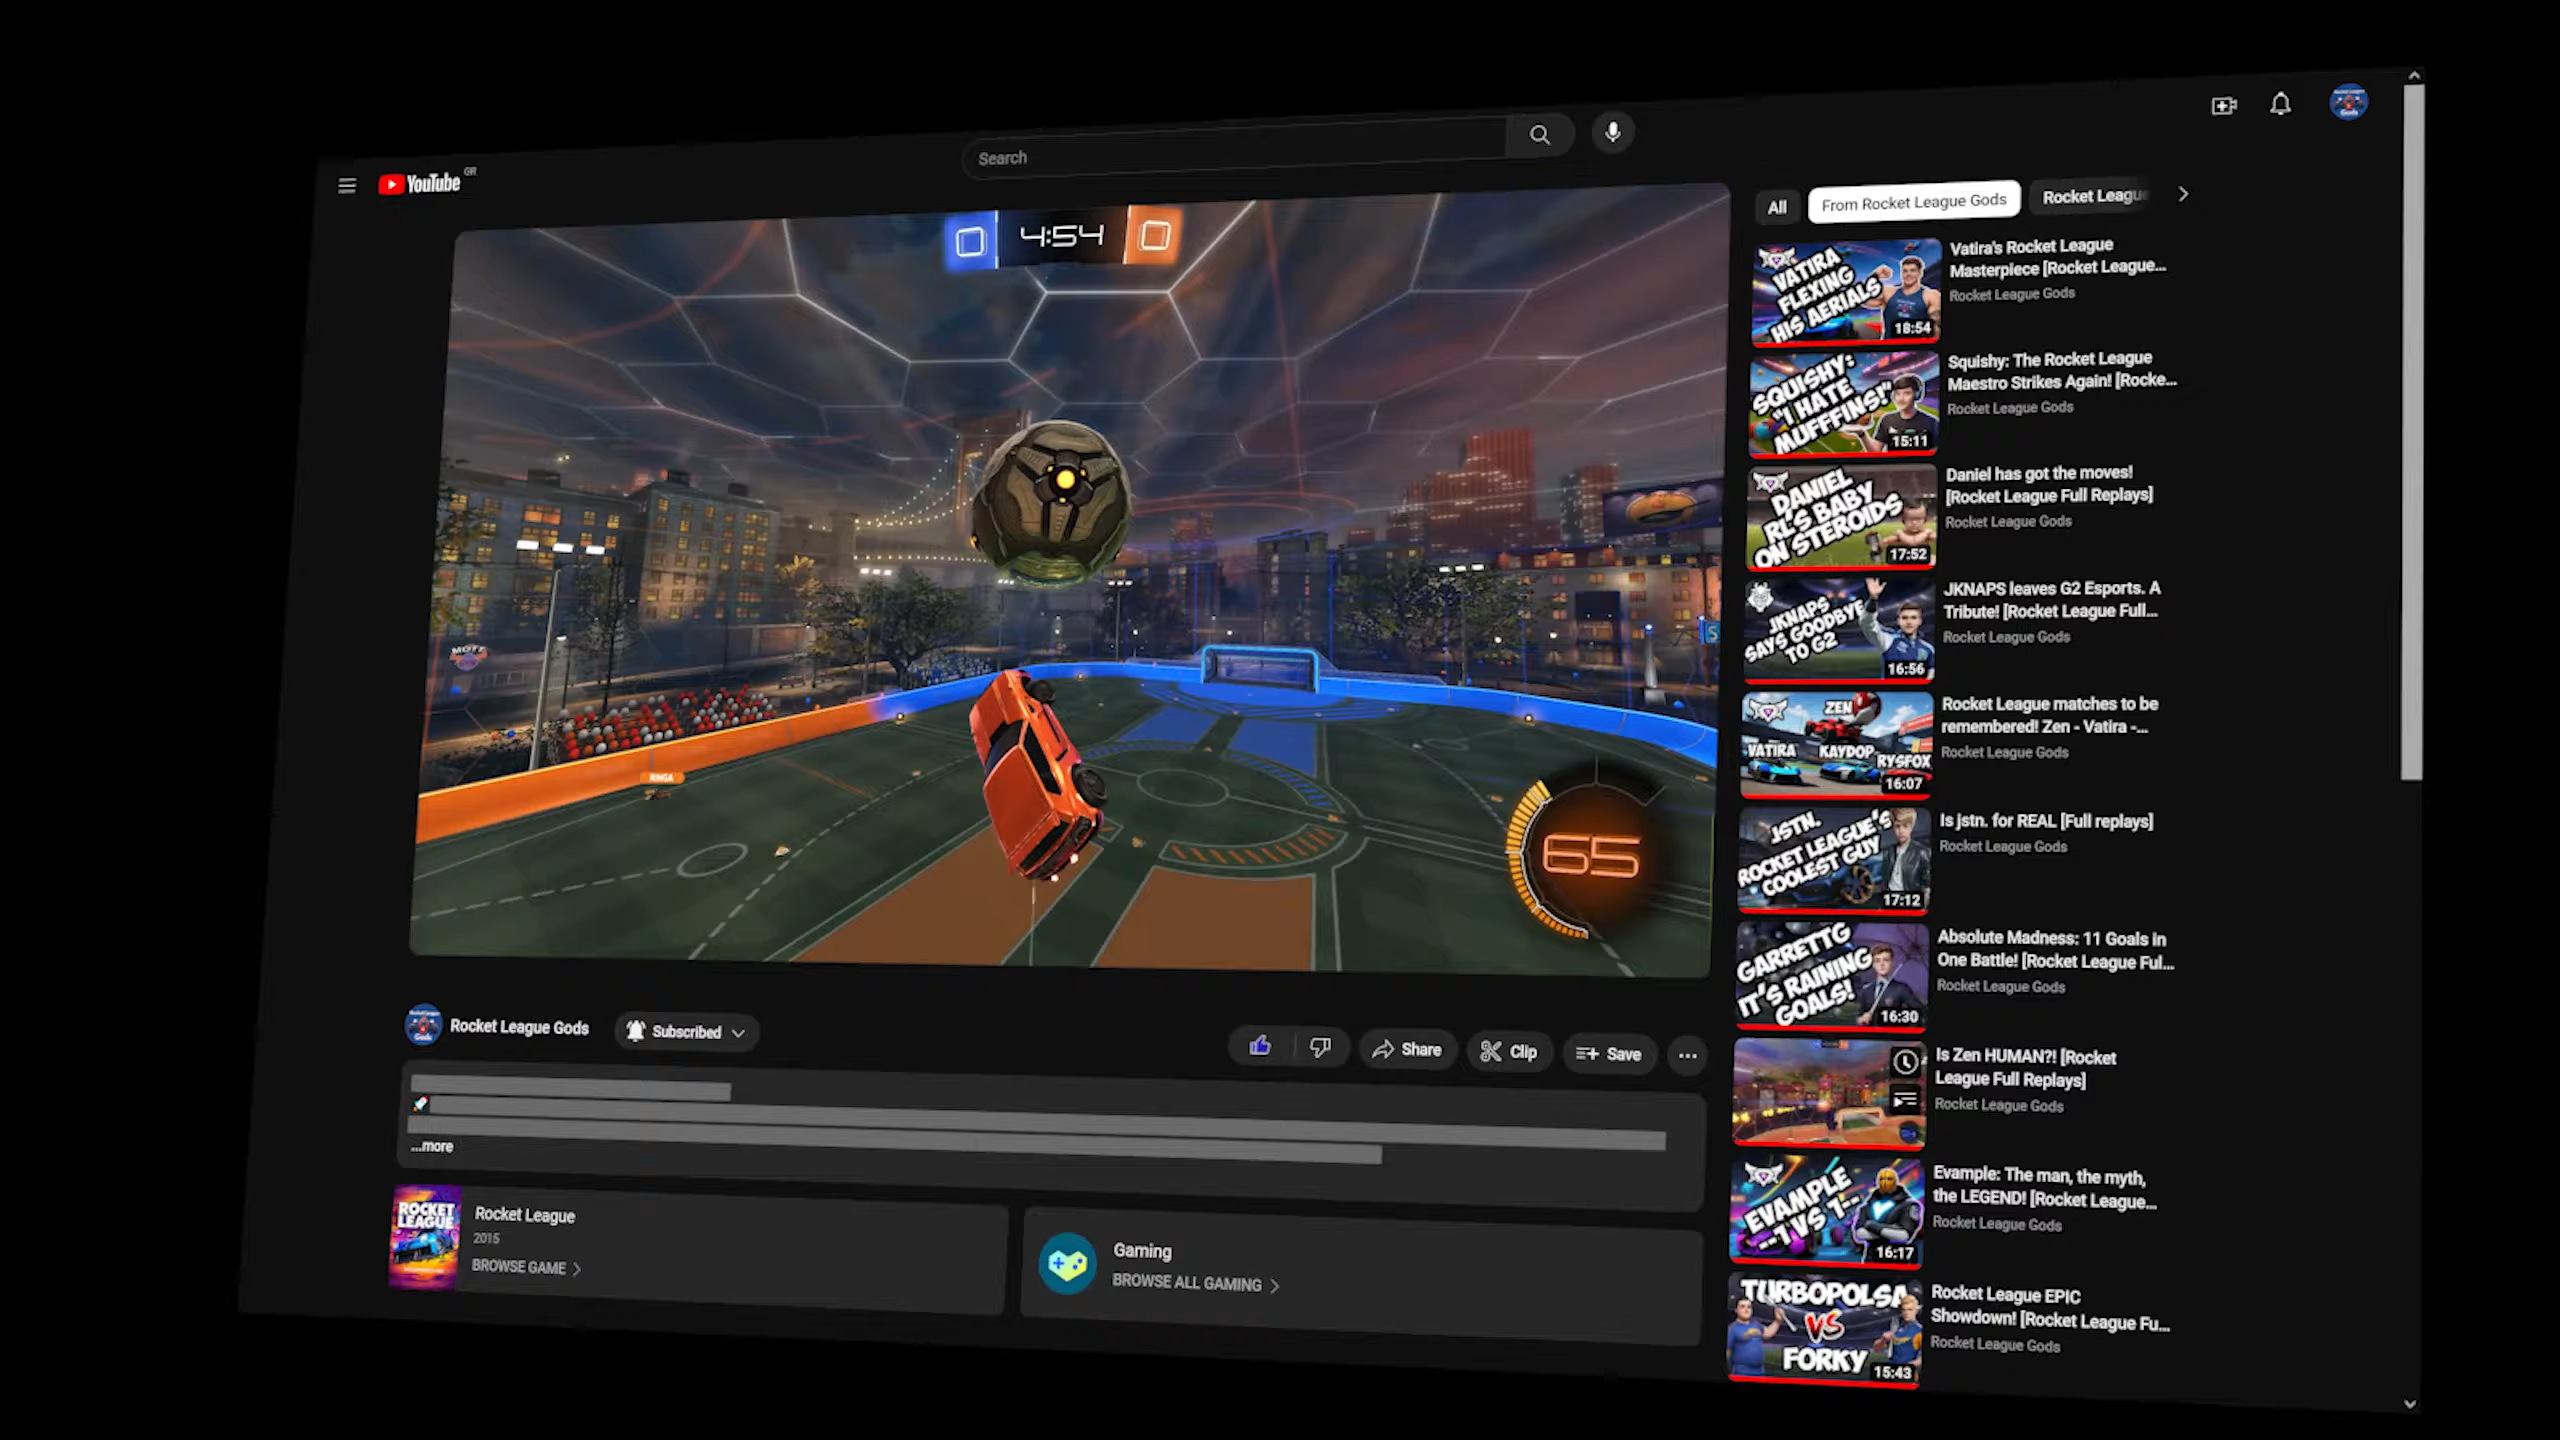 YouTube GR
Search
All
From Rocket League Gods
Rocket League
4:54
0
0
RINGA
65
Rocket League Gods
Subscribed
Share
Clip
Save
...more
ROCKET
LEAGUE
Rocket League
2015
BROWSE GAME
Gaming
BROWSE ALL GAMING
VATIRA
FLEXING
HIS AERIALS
18:54
Vatira's Rocket League
Masterpiece [Rocket League...
Rocket League Gods
SQUISHY:
"I HATE
MUFFFINS!"
15:11
Squishy: The Rocket League
Maestro Strikes Again! [Rocke...
Rocket League Gods
DANIEL
RL'S BABY
ON STEROIDS
17:52
Daniel has got the moves!
[Rocket League Full Replays]
Rocket League Gods
JKNAPS
SAYS GOODBYE
TO G2
16:56
JKNAPS leaves G2 Esports. A
Tribute! [Rocket League Full...
Rocket League Gods
ZEN
VATIRA KAYDOP RYSFOX
16:07
Rocket League matches to be
remembered! Zen - Vatira -...
Rocket League Gods
JSTN.
ROCKET LEAGUE'S
COOLEST GUY
17:12
Is jstn. for REAL [Full replays]
Rocket League Gods
GARRETTG
IT'S RAINING
GOALS!
16:30
Absolute Madness: 11 Goals in
One Battle! [Rocket League Ful...
Rocket League Gods
Is Zen HUMAN?! [Rocket
League Full Replays]
Rocket League Gods
EVAMPLE
--1 VS 1--
16:17
Evample: The man, the myth,
the LEGEND! [Rocket League...
Rocket League Gods
TURBOPOLSA
VS
FORKY
15:43
Rocket League EPIC
Showdown! [Rocket League Fu...
Rocket League Gods